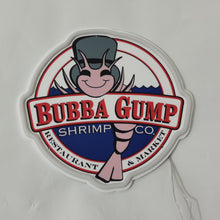 BUBBA GUMP
SHRIMP CO.
RESTAURANT & MARKET